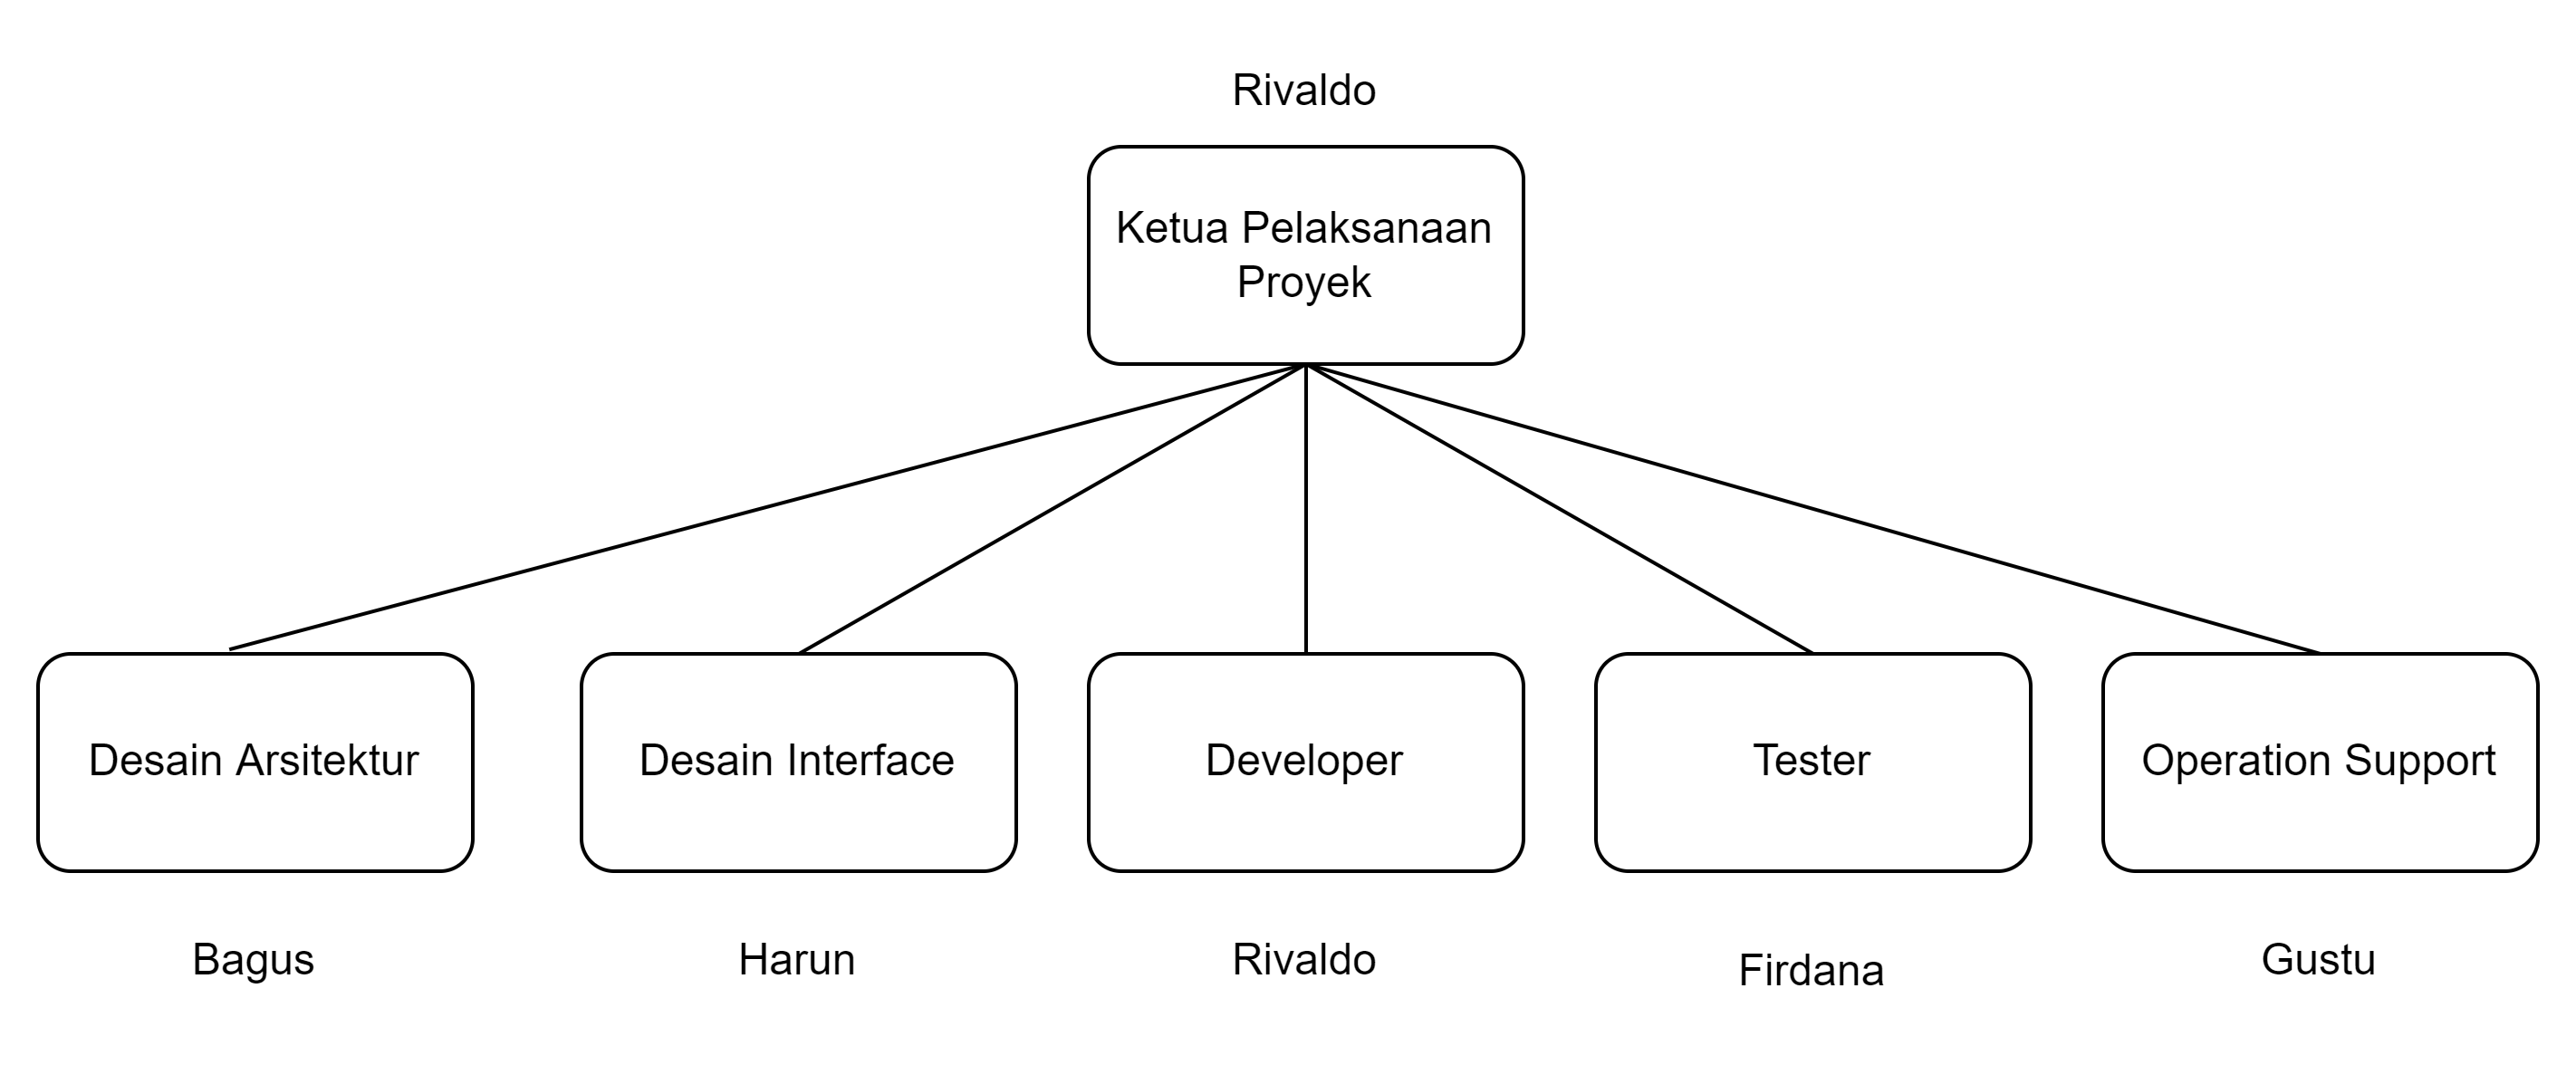 Rivaldo
Ketua Pelaksanaan
Proyek
Desain Arsitektur
Desain Interface
Developer
Tester
Operation Support
Bagus
Harun
Rivaldo
Firdana
Gustu